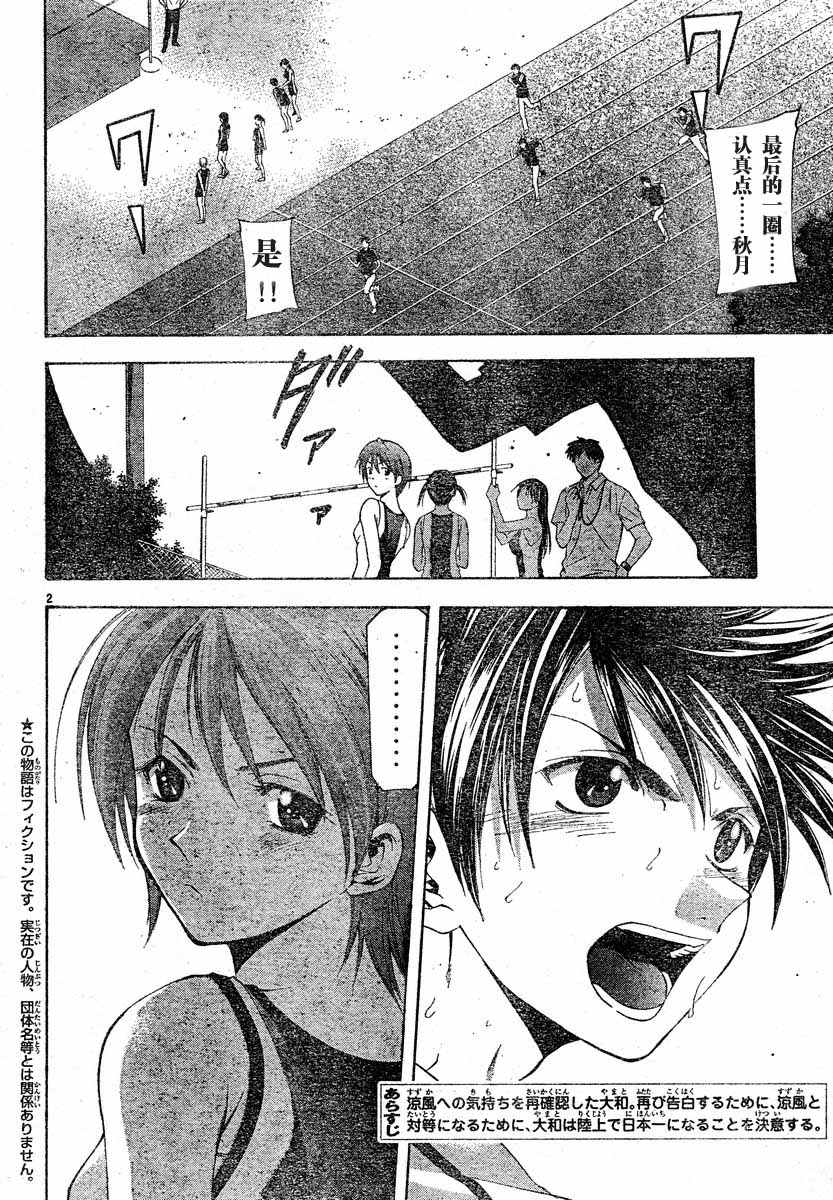 最后的一圈……
认真点……秋月
ワァ
是!!
ワァ
ザァ
2
………
★この物語はフィクションです。実在の人物、団体名等とは関係ありません。
あらすじ
涼風への気持ちを再確認した大和。再び告白するために、涼風と
対等になるために、大和は陸上で日本一になることを決意する。